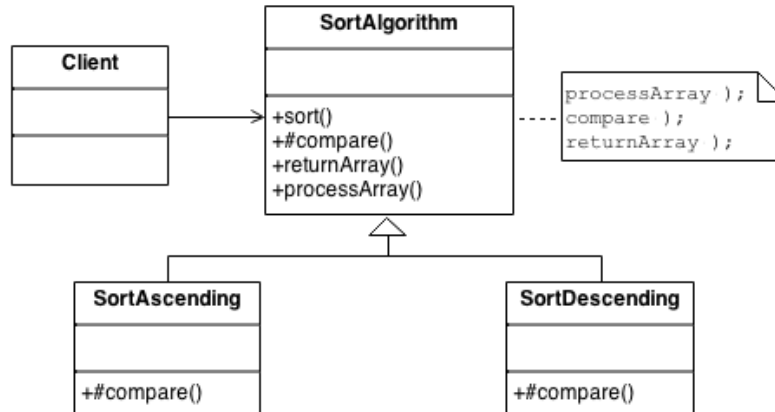 SortAlgorithm
Client
+sort()
+#compare()
+returnArray()
+processArray()
processArray );
compare );
returnArray );
SortAscending
+#compare()
SortDescending
+#compare()